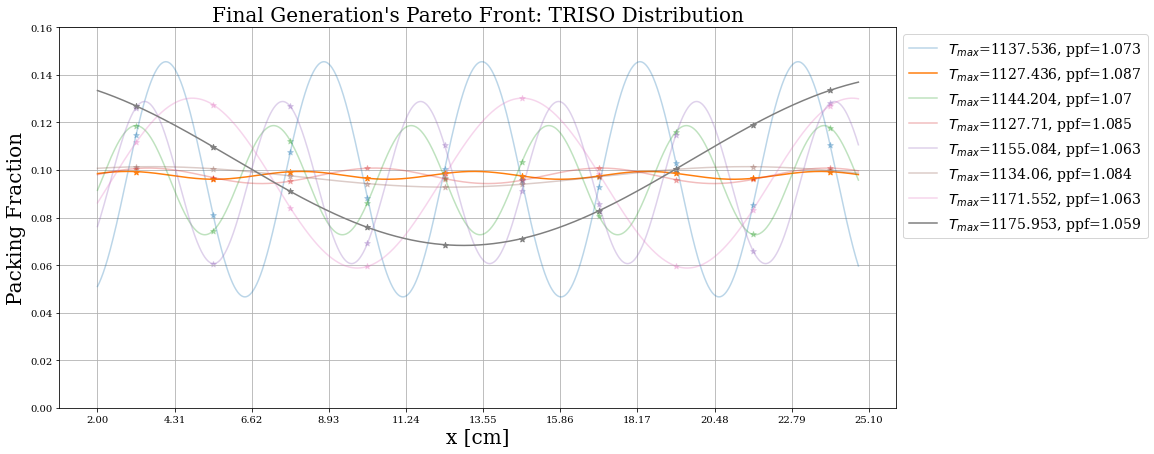 Final Generation's Pareto Front: TRISO Distribution
Packing Fraction
0.16
0.14
0.12
0.10
0.08
0.06
0.04
0.02
0.00
2.00 4.31 6.62 8.93 11.24 13.55 15.86 18.17 20.48 22.79 25.10
x [cm]
T_max=1137.536, ppf=1.073
T_max=1127.436, ppf=1.087
T_max=1144.204, ppf=1.07
T_max=1127.71, ppf=1.085
T_max=1155.084, ppf=1.063
T_max=1134.06, ppf=1.084
T_max=1171.552, ppf=1.063
T_max=1175.953, ppf=1.059